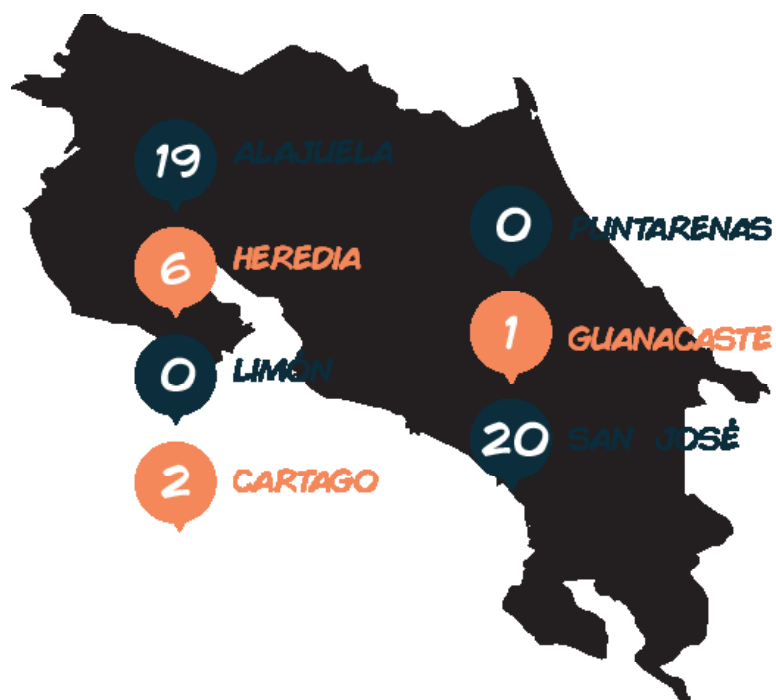 19 ALAJUELA
6 HEREDIA
0 LIMÓN
2 CARTAGO
0 PUNTARENAS
1 GUANACASTE
20 SAN JOSÉ